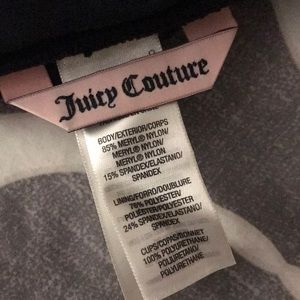 Juicy Couture
BODY/EXTERIOR/CORPS
85% MERYL® NYLON/
MERYL® NYLON/
MERYL® NYLON
15% SPANDEX/ELASTANO/
SPANDEX
LINING/FORRO/DOUBLURE
76% POLYESTER/
POLIESTER/POLYESTER
24% SPANDEX/ELASTANO/
SPANDEX
CUPS/COPAS/BONNET
100% POLYURETHANE/
POLIURETANO/
POLYURETHANE